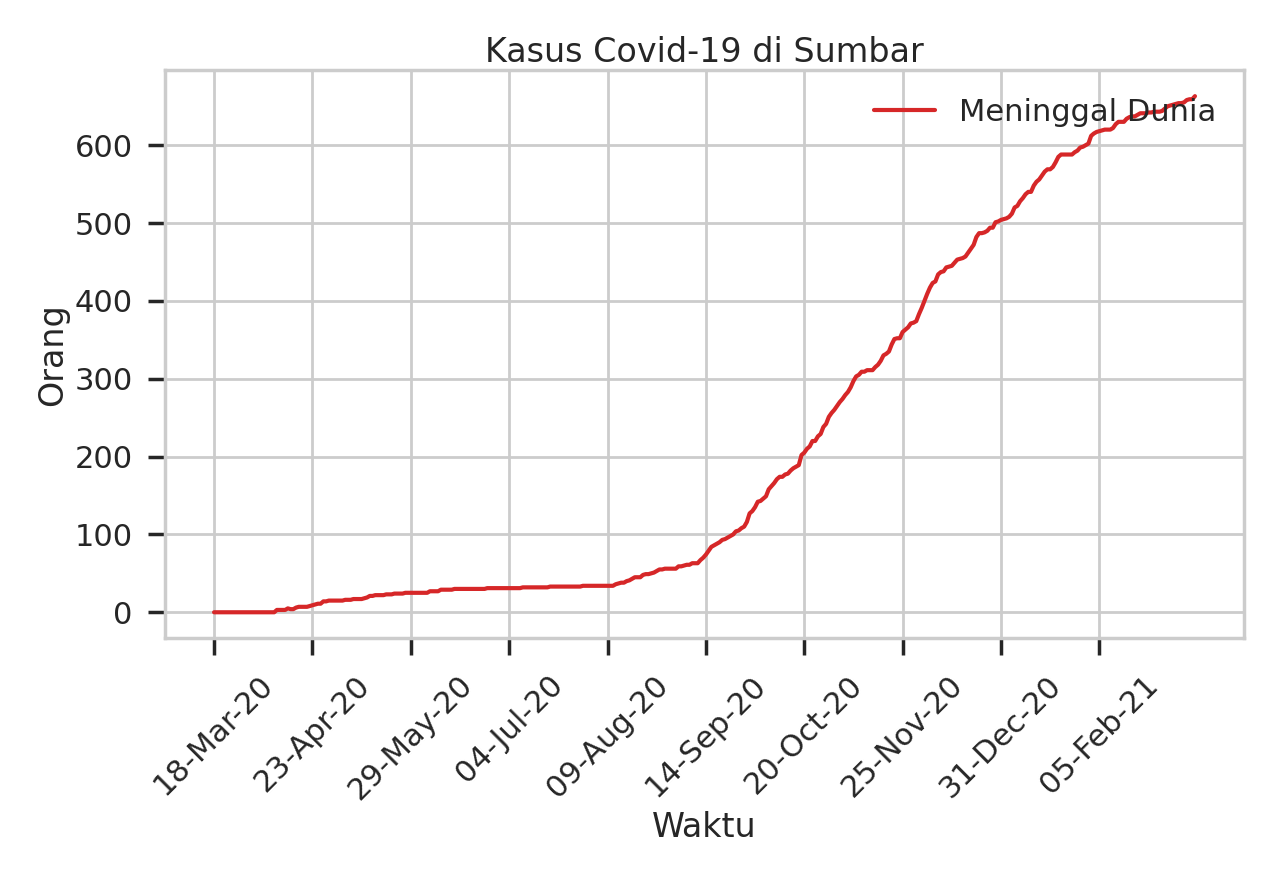 Kasus Covid-19 di Sumbar
Meninggal Dunia
Orang
600
500
400
300
200
100
0
18-Mar-20
23-Apr-20
29-May-20
04-Jul-20
09-Aug-20
14-Sep-20
20-Oct-20
25-Nov-20
31-Dec-20
05-Feb-21
Waktu